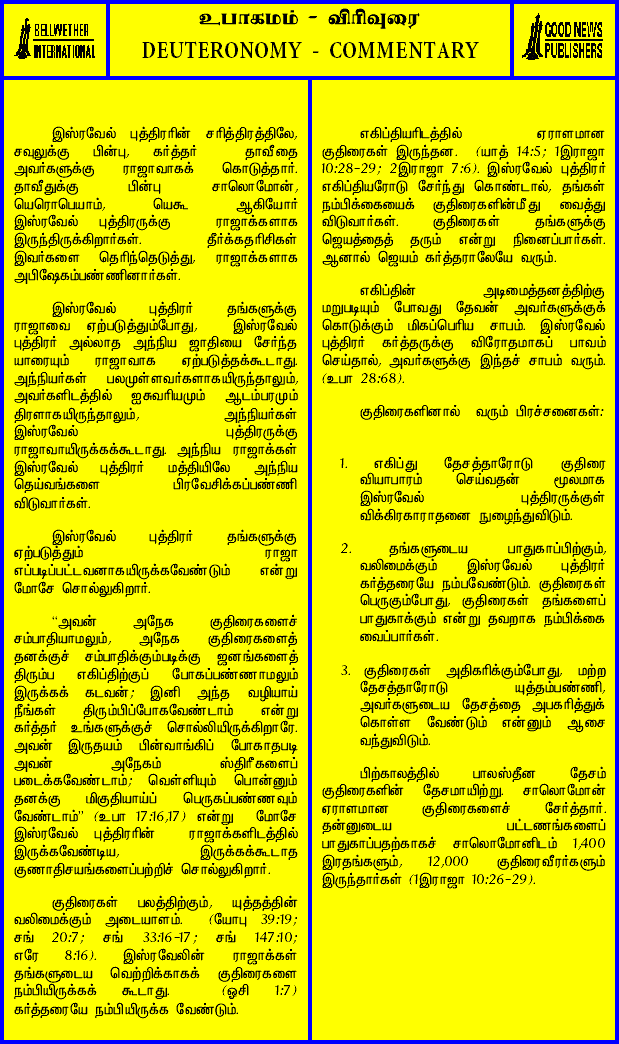 BELLWETHER
INTERNATIONAL
உபாகமம் - விரிவுரை
DEUTERONOMY - COMMENTARY
GOOD NEWS
PUBLISHERS
இஸ்ரவேல் புத்திரரின் சரித்திரத்திலே,
சவுலுக்கு பின்பு, கர்த்தர் தாவீதை
அவர்களுக்கு ராஜாவாகக் கொடுத்தார்.
தாவீதுக்கு பின்பு சாலொமோன்,
யெரொபெயாம், யெகூ ஆகியோர்
இஸ்ரவேல் புத்திரருக்கு ராஜாக்களாக
இருந்திருக்கிறார்கள். தீர்க்கதரிசிகள்
இவர்களை தெரிந்தெடுத்து, ராஜாக்களாக
அபிஷேகம்பண்ணினார்கள்.
இஸ்ரவேல் புத்திரர் தங்களுக்கு
ராஜாவை ஏற்படுத்தும்போது, இஸ்ரவேல்
புத்திரர் அல்லாத அந்நிய ஜாதியை சேர்ந்த
யாரையும் ராஜாவாக ஏற்படுத்தக்கூடாது.
அந்நியர்கள் பலமுள்ளவர்களாகயிருந்தாலும்,
அவர்களிடத்தில் ஐசுவரியமும் ஆடம்பரமும்
திரளாகயிருந்தாலும், அந்நியர்கள்
இஸ்ரவேல் புத்திரருக்கு
ராஜாவாயிருக்கக்கூடாது. அந்நிய ராஜாக்கள்
இஸ்ரவேல் புத்திரர் மத்தியிலே அந்நிய
தெய்வங்களை பிரவேசிக்கப்பண்ணி
விடுவார்கள்.
இஸ்ரவேல் புத்திரர் தங்களுக்கு
ஏற்படுத்தும் ராஜா
எப்படிப்பட்டவனாகயிருக்கவேண்டும் என்று
மோசே சொல்லுகிறார்.
“அவன் அநேக குதிரைகளைச்
சம்பாதியாமலும், அநேக குதிரைகளைத்
தனக்குச் சம்பாதிக்கும்படிக்கு ஜனங்களைத்
திரும்ப எகிப்திற்குப் போகப்பண்ணாமலும்
இருக்கக் கடவன்; இனி அந்த வழியாய்
நீங்கள் திரும்பிப்போகவேண்டாம் என்று
கர்த்தர் உங்களுக்குச் சொல்லியிருக்கிறாரே.
அவன் இருதயம் பின்வாங்கிப் போகாதபடி
அவன் அநேகம் ஸ்திரீகளைப்
படைக்கவேண்டாம்; வெள்ளியும் பொன்னும்
தனக்கு மிகுதியாய்ப் பெருகப்பண்ணவும்
வேண்டாம்” (உபா 17:16,17) என்று மோசே
இஸ்ரவேல் புத்திரரின் ராஜாக்களிடத்தில்
இருக்கவேண்டிய, இருக்கக்கூடாத
குணாதிசயங்களைப்பற்றிச் சொல்லுகிறார்.
குதிரைகள் பலத்திற்கும், யுத்தத்தின்
வலிமைக்கும் அடையாளம். (யோபு 39:19;
சங் 20:7; சங் 33:16-17; சங் 147:10;
எரே 8:16). இஸ்ரவேலின் ராஜாக்கள்
தங்களுடைய வெற்றிக்காகக் குதிரைகளை
நம்பியிருக்கக் கூடாது. (ஓசி 1:7)
கர்த்தரையே நம்பியிருக்க வேண்டும்.
எகிப்தியரிடத்தில் ஏராளமான
குதிரைகள் இருந்தன. (யாத் 14:5; 1இராஜா
10:28-29; 2இராஜா 7:6). இஸ்ரவேல் புத்திரர்
எகிப்தியரோடு சேர்ந்து கொண்டால், தங்கள்
நம்பிக்கையைக் குதிரைகளின்மீது வைத்து
விடுவார்கள். குதிரைகள் தங்களுக்கு
ஜெயத்தைத் தரும் என்று நினைப்பார்கள்.
ஆனால் ஜெயம் கர்த்தராலேயே வரும்.
எகிப்தின் அடிமைத்தனத்திற்கு
மறுபடியும் போவது தேவன் அவர்களுக்குக்
கொடுக்கும் மிகப்பெரிய சாபம். இஸ்ரவேல்
புத்திரர் கர்த்தருக்கு விரோதமாகப் பாவம்
செய்தால், அவர்களுக்கு இந்தச் சாபம் வரும்.
(உபா 28:68).
குதிரைகளினால் வரும் பிரச்சனைகள்:
1. எகிப்து தேசத்தாரோடு குதிரை
வியாபாரம் செய்வதன் மூலமாக
இஸ்ரவேல் புத்திரருக்குள்
விக்கிரகாராதனை நுழைந்துவிடும்.
2. தங்களுடைய பாதுகாப்பிற்கும்,
வலிமைக்கும் இஸ்ரவேல் புத்திரர்
கர்த்தரையே நம்பவேண்டும். குதிரைகள்
பெருகும்போது, குதிரைகள் தங்களைப்
பாதுகாக்கும் என்று தவறாக நம்பிக்கை
வைப்பார்கள்.
3. குதிரைகள் அதிகரிக்கும்போது, மற்ற
தேசத்தாரோடு யுத்தம்பண்ணி,
அவர்களுடைய தேசத்தை அபகரித்துக்
கொள்ள வேண்டும் என்னும் ஆசை
வந்துவிடும்.
பிற்காலத்தில் பாலஸ்தீன தேசம்
குதிரைகளின் தேசமாயிற்று. சாலொமோன்
ஏராளமான குதிரைகளைச் சேர்த்தார்.
தன்னுடைய பட்டணங்களைப்
பாதுகாப்பதற்காகச் சாலொமோனிடம் 1,400
இரதங்களும், 12,000 குதிரைவீரர்களும்
இருந்தார்கள் (1இராஜா 10:26-29).